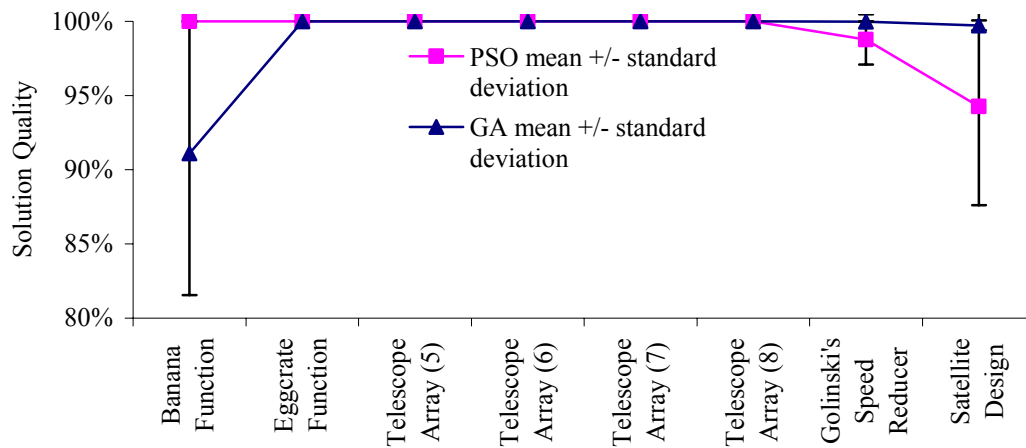 100%
95%
90%
85%
80%
Solution Quality
PSO mean +/- standard
deviation
GA mean +/- standard
deviation
Banana
Function
Eggcrate
Function
Telescope
Array (5)
Telescope
Array (6)
Telescope
Array (7)
Telescope
Array (8)
Golinski's
Speed
Reducer
Satellite
Design